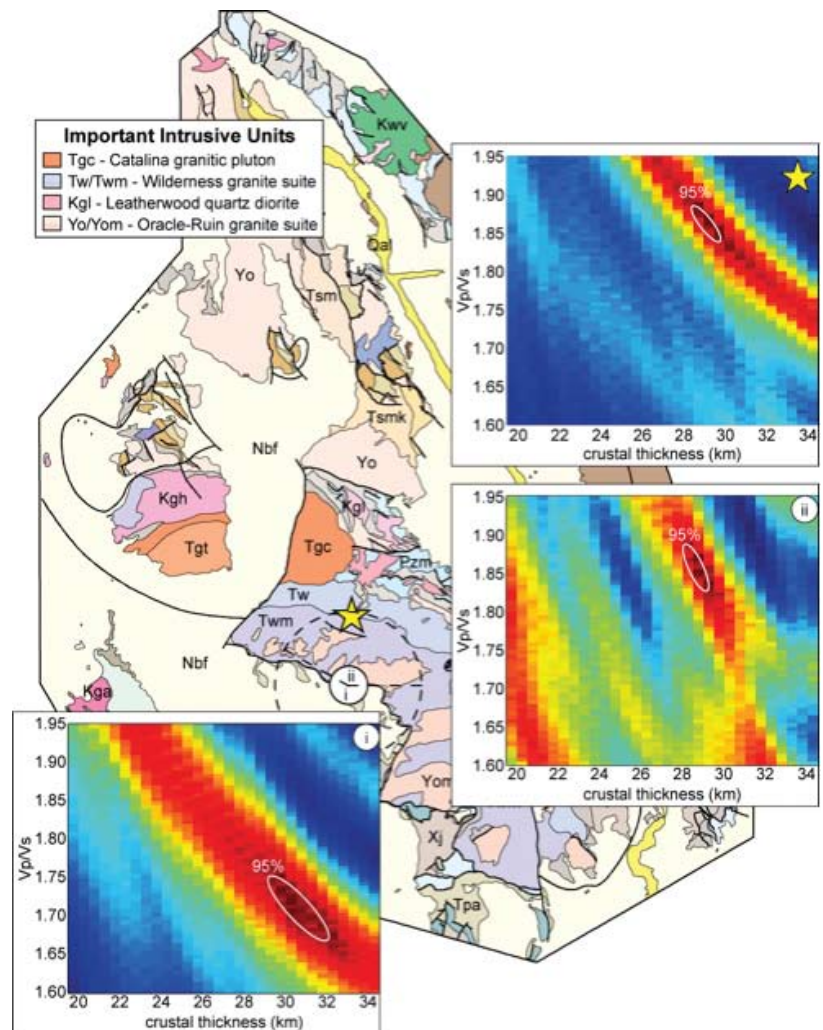 Important Intrusive Units
Tgc - Catalina granitic pluton
Tw/Twm - Wilderness granite suite
Kgl - Leatherwood quartz diorite
Yo/Yom - Oracle-Ruin granite suite
Kwv
Qal
Yo
Tsm
Tsmk
Nbf
Yo
Kgh
Kgl
Tgt
Tgc
Pzm
Tw
Twm
Nbf
ii
i
Kga
Yom
Xj
Tpa
1.95
1.90
1.85
1.80
1.75
1.70
1.65
1.60
Vp/Vs
95%
20 22 24 26 28 30 32 34
crustal thickness (km)
ii
1.95
1.90
1.85
1.80
1.75
1.70
1.65
1.60
Vp/Vs
95%
20 22 24 26 28 30 32 34
crustal thickness (km)
i
1.95
1.90
1.85
1.80
1.75
1.70
1.65
1.60
Vp/Vs
95%
20 22 24 26 28 30 32 34
crustal thickness (km)